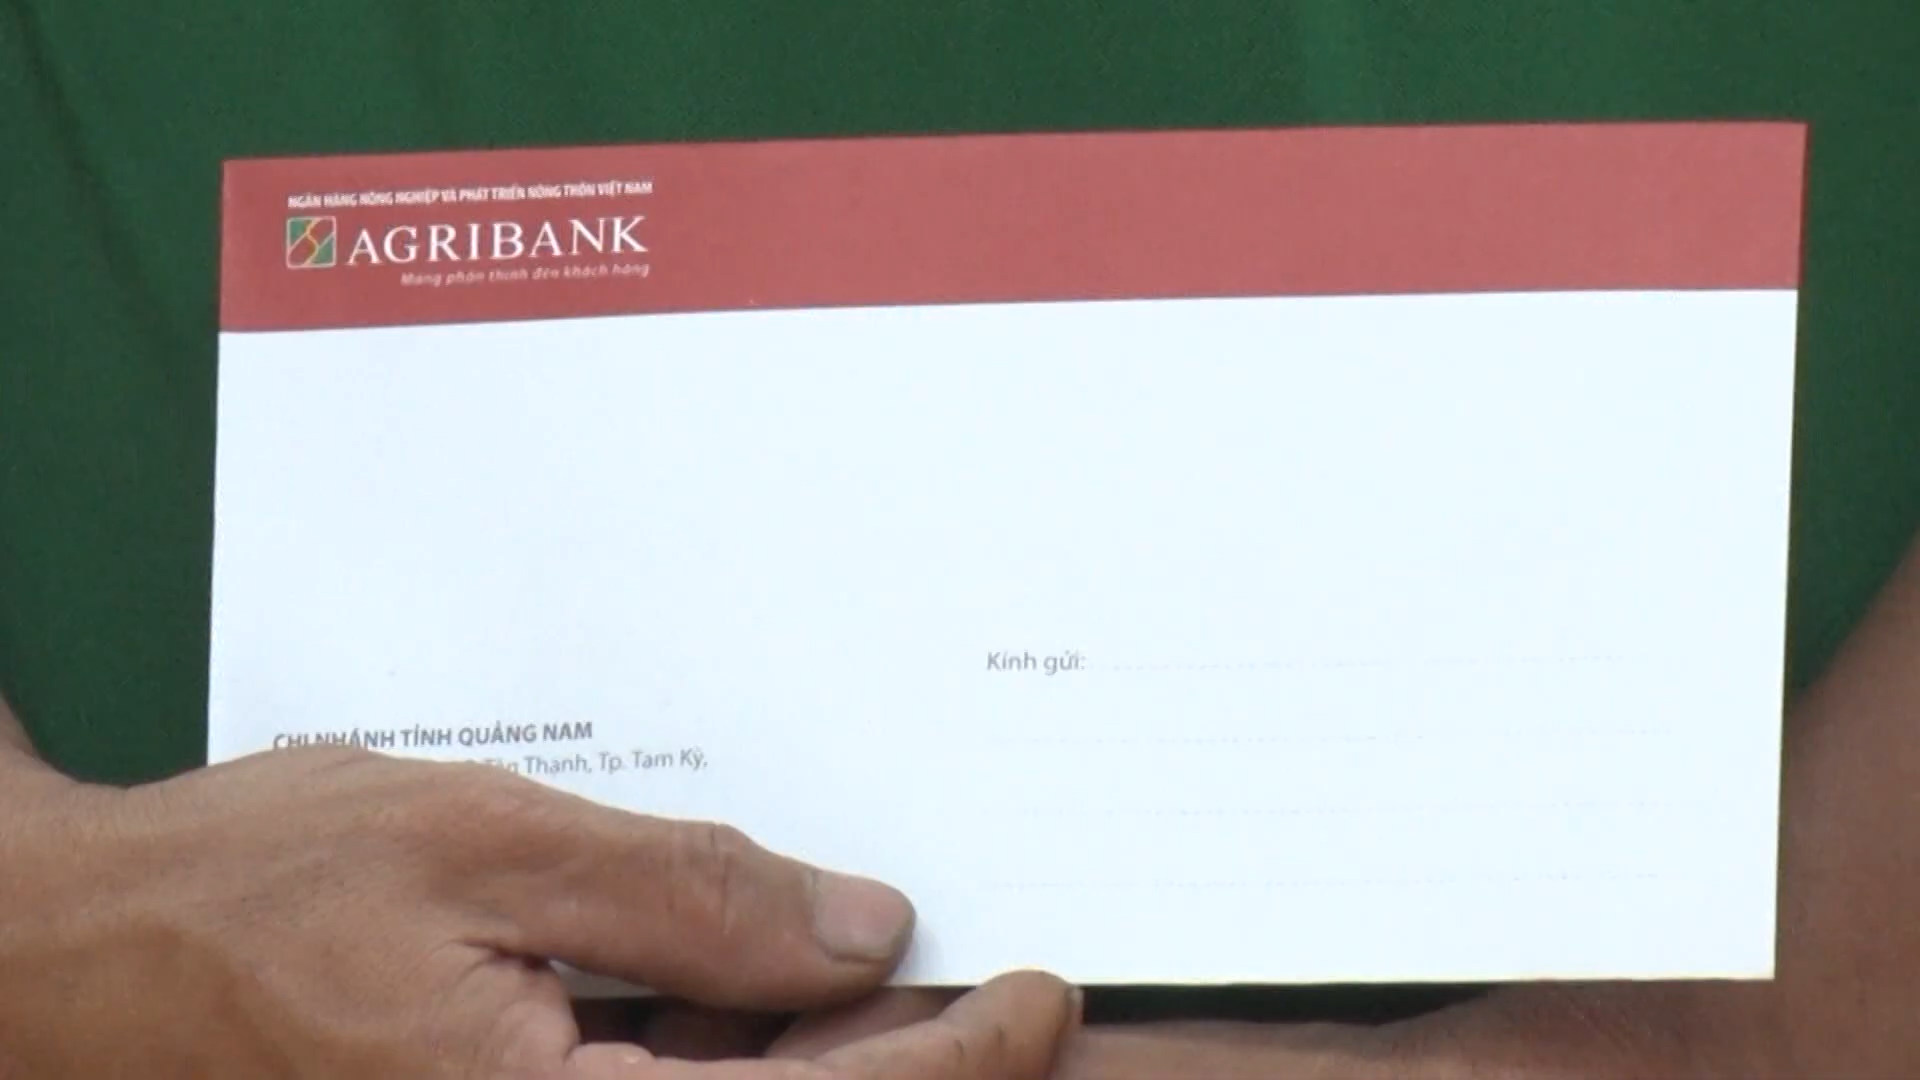 NGÂN HÀNG NÔNG NGHIỆP VÀ PHÁT TRIỂN NÔNG THÔN VIỆT NAM
AGRIBANK
Mang phồn thịnh đến khách hàng
Kính gửi:
CHI NHÁNH TỈNH QUẢNG NAM
Tân Thạnh, Tp. Tam Kỳ,